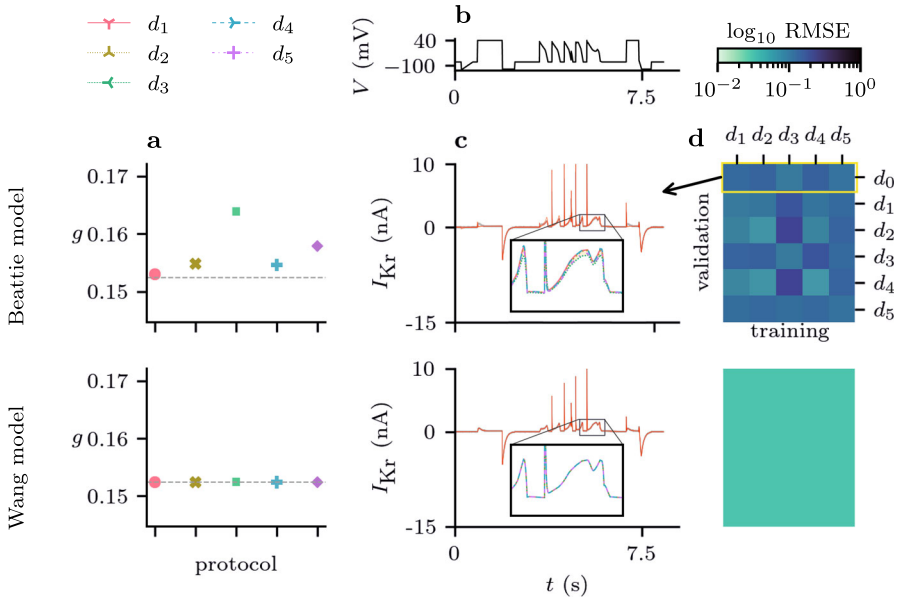 d1 d4
d2 d5
d3
b
V (mV)
40
−100
0 7.5
log10 RMSE
10−2 10−1 100
a
Beattie model
g
0.17
0.16
0.15
c
IKr (nA)
10
0
-15
d
d1 d2 d3 d4 d5
validation
d0
d1
d2
d3
d4
d5
training
Wang model
g
0.17
0.16
0.15
protocol
IKr (nA)
10
0
-15
0 7.5
t (s)